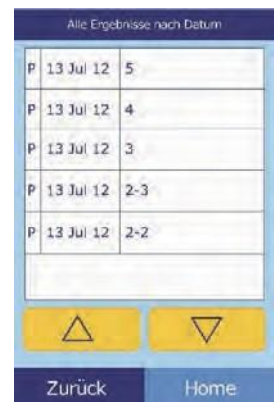 Alle Ergebnisse nach Datum
P 13 Jul 12 5
P 13 Jul 12 4
P 13 Jul 12 3
P 13 Jul 12 2-3
P 13 Jul 12 2-2
Zurück Home